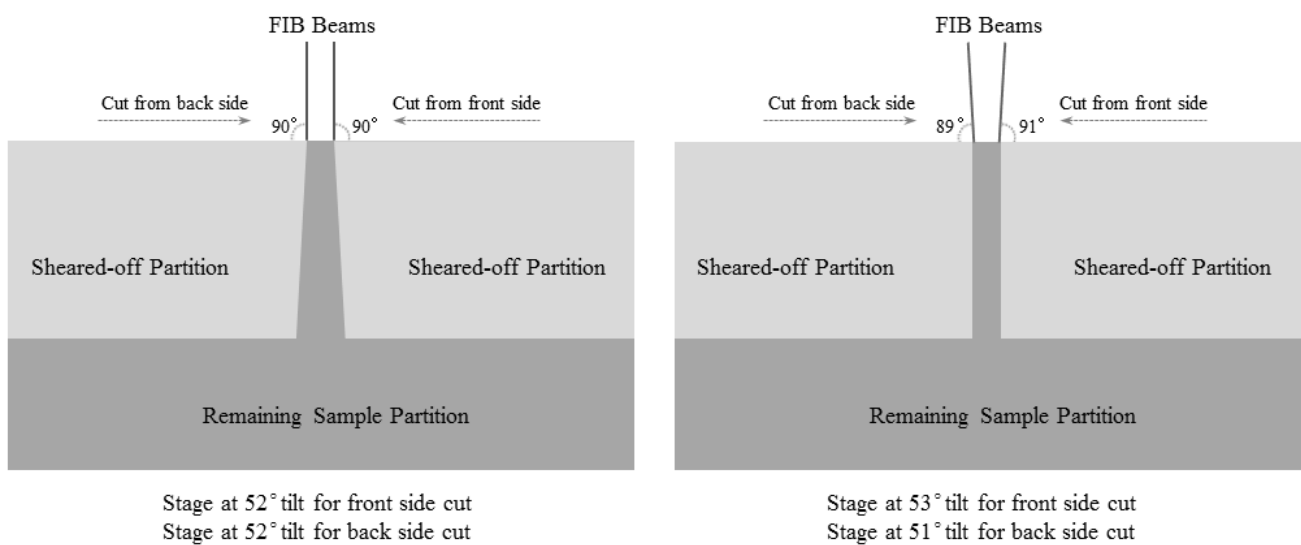 FIB Beams
Cut from back side
Cut from front side
90°
90°
Sheared-off Partition
Sheared-off Partition
Remaining Sample Partition
Stage at 52° tilt for front side cut
Stage at 52° tilt for back side cut
FIB Beams
Cut from back side
Cut from front side
89°
91°
Sheared-off Partition
Sheared-off Partition
Remaining Sample Partition
Stage at 53° tilt for front side cut
Stage at 51° tilt for back side cut